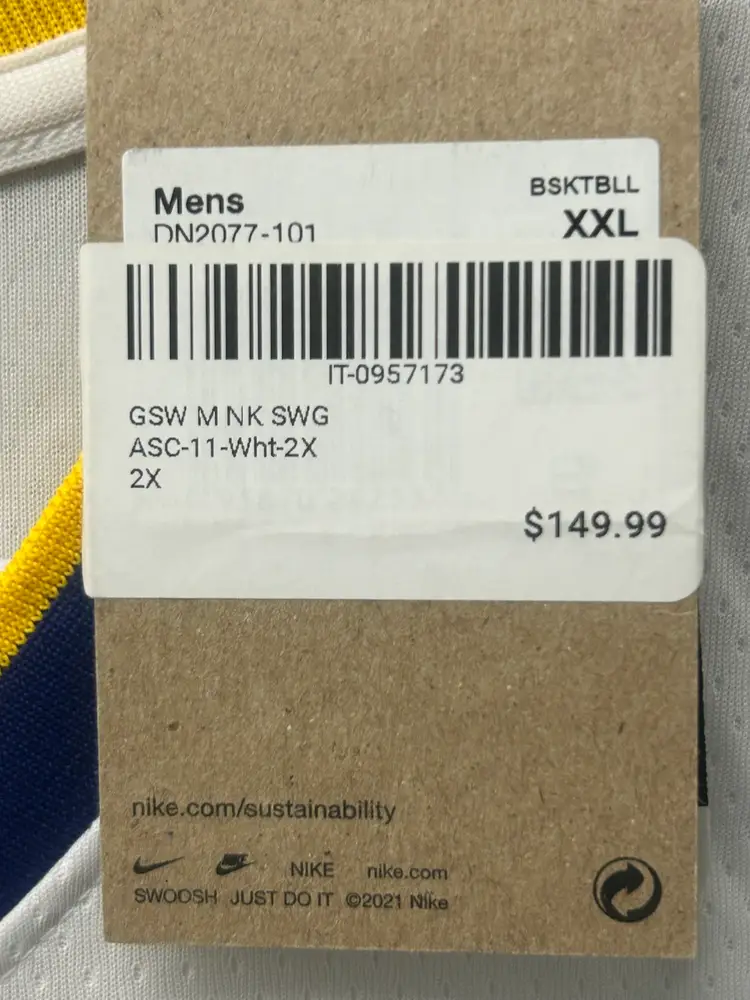 Mens
BSKTBLL
DN2077-101
XXL
IT-0957173
GSW M NK SWG
ASC-11-Wht-2X
2X
$149.99
nike.com/sustainability
NIKE nike.com
SWOOSH JUST DO IT ©2021 Nike